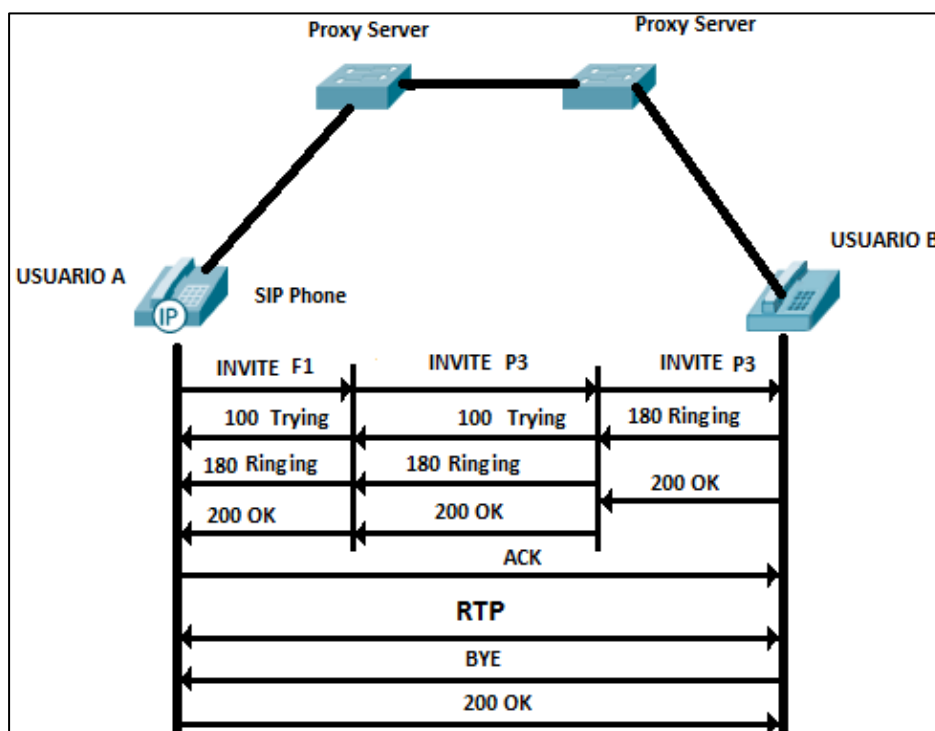 Proxy Server
Proxy Server
USUARIO A
IP
SIP Phone
USUARIO B
INVITE F1
INVITE P3
INVITE P3
100 Trying
100 Trying
180 Ringing
180 Ringing
180 Ringing
200 OK
200 OK
200 OK
ACK
RTP
BYE
200 OK